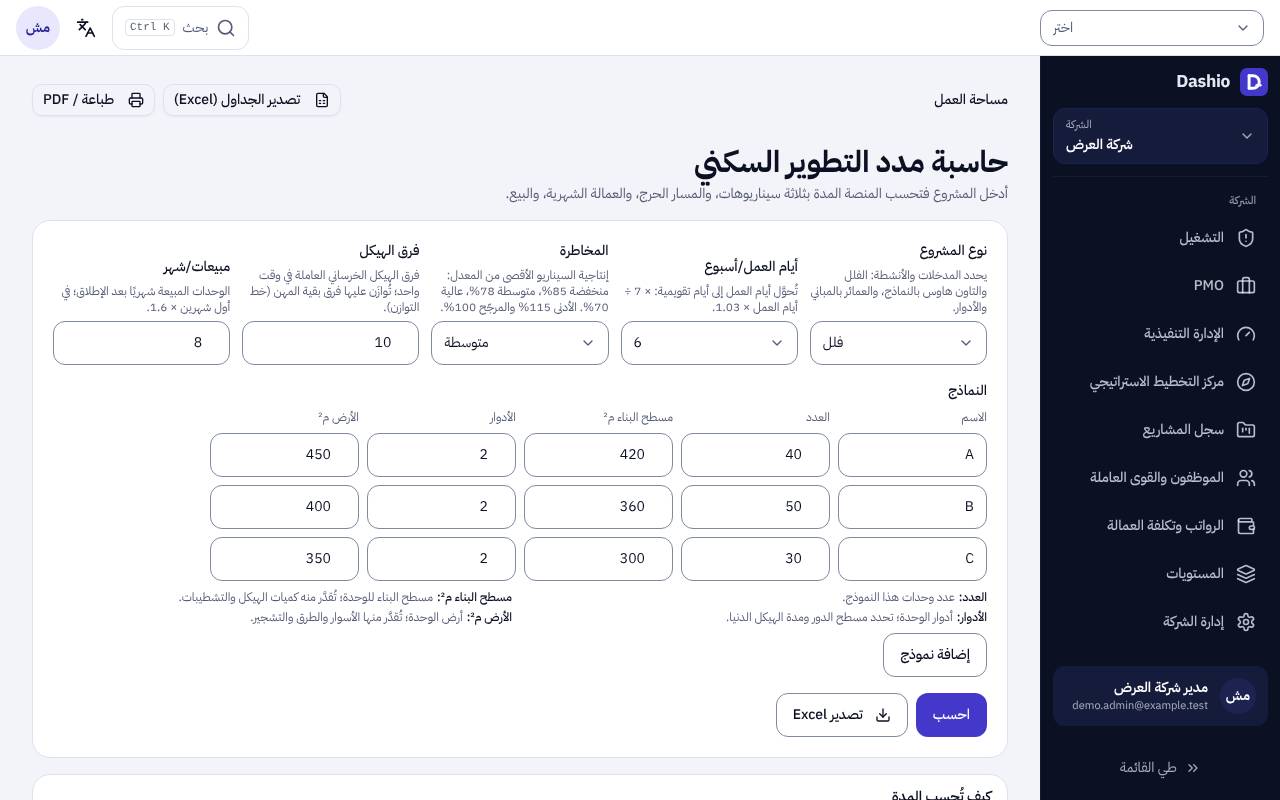 اختر
بحث
Ctrl K
مش
Dashio
الشركة
شركة العرض
الشركة
التشغيل
PMO
الإدارة التنفيذية
مركز التخطيط الاستراتيجي
سجل المشاريع
الموظفون والقوى العاملة
الرواتب وتكلفة العمالة
المستويات
إدارة الشركة
مش
مدير شركة العرض
demo.admin@example.test
طي القائمة
مساحة العمل
تصدير الجداول (Excel)
طباعة / PDF
حاسبة مدد التطوير السكني
أدخل المشروع فتحسب المنصة المدة بثلاثة سيناريوهات، والمسار الحرج، والعمالة الشهرية، والبيع.
نوع المشروع
يحدد المدخلات والأنشطة: الفلل
والتاون هاوس بالنماذج، والعمائر بالمباني
والأدوار.
فلل
أيام العمل/أسبوع
تُحوَّل أيام العمل إلى أيام تقويمية: × 7 ÷
أيام العمل × 1.03.
6
المخاطرة
إنتاجية السيناريو الأقصى من المعدل:
منخفضة 85%، متوسطة 78%، عالية
70%. الأدنى 115% والمرجّح 100%.
متوسطة
فرق الهيكل
فرق الهيكل الخرساني العاملة في وقت
واحد؛ تُوازَن عليها فرق بقية المهن (خط
التوازن).
10
مبيعات/شهر
الوحدات المبيعة شهريًا بعد الإطلاق؛ في
أول شهرين × 1.6.
8
النماذج
الاسم العدد مسطح البناء م² الأدوار الأرض م²
A 40 420 2 450
B 50 360 2 400
C 30 300 2 350
العدد: عدد وحدات هذا النموذج.
مسطح البناء م²: مسطح البناء للوحدة؛ تُقدَّر منه كميات الهيكل والتشطيبات.
الأدوار: أدوار الوحدة؛ تحدد مسطح الدور ومدة الهيكل الدنيا.
الأرض م²: أرض الوحدة؛ تُقدَّر منها الأسوار والطرق والتشجير.
إضافة نموذج
احسب
تصدير Excel
كيف تُحسب المدة